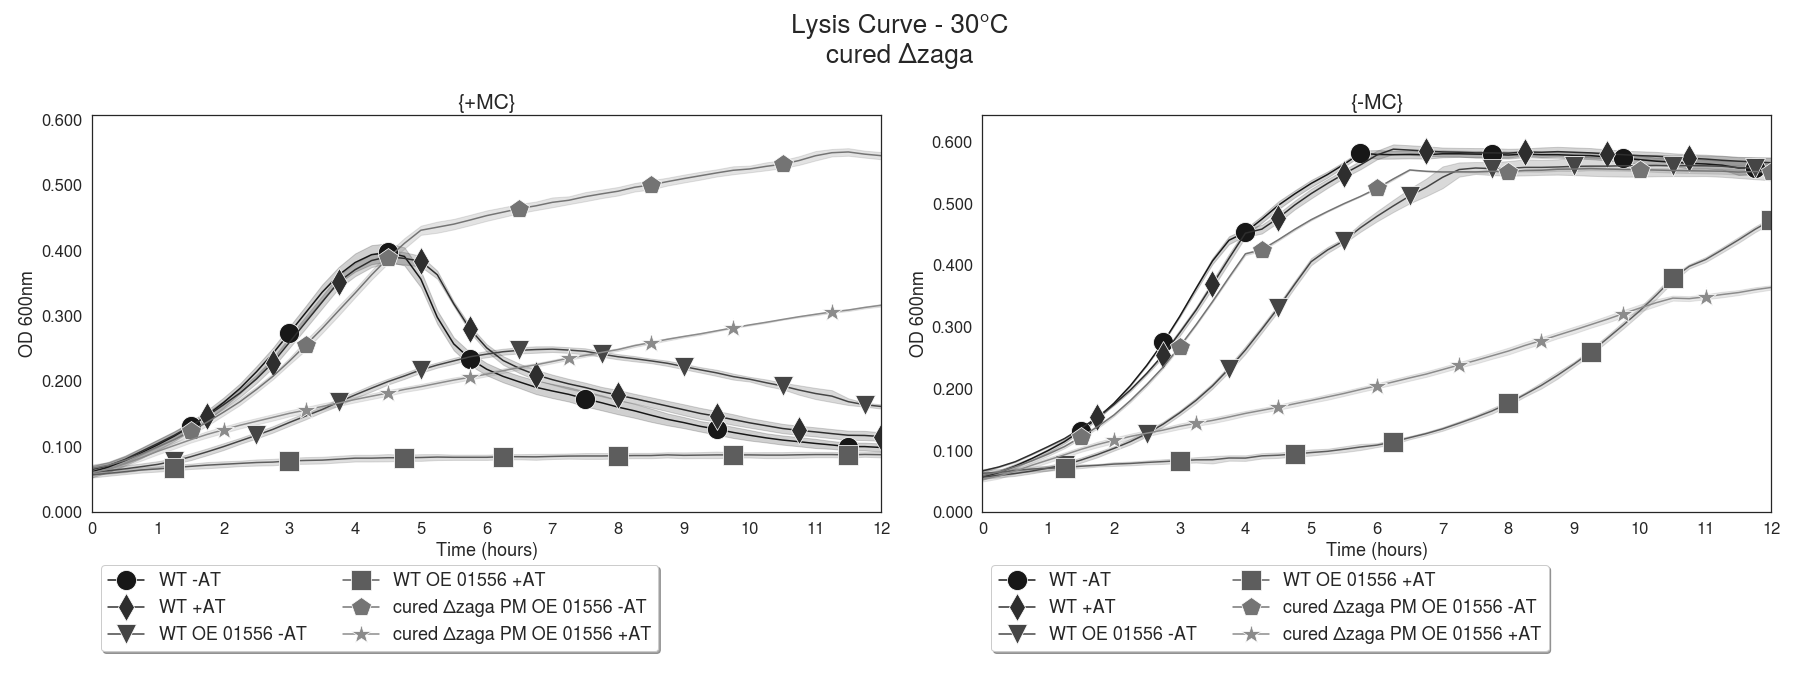 Lysis Curve - 30°C
cured Δzaga
{+MC}
0.600
0.500
0.400
0.300
0.200
0.100
0.000
OD 600nm
0 1 2 3 4 5 6 7 8 9 10 11 12
Time (hours)
WT -AT
WT +AT
WT OE 01556 -AT
WT OE 01556 +AT
cured Δzaga PM OE 01556 -AT
cured Δzaga PM OE 01556 +AT
{-MC}
0.600
0.500
0.400
0.300
0.200
0.100
0.000
OD 600nm
0 1 2 3 4 5 6 7 8 9 10 11 12
Time (hours)
WT -AT
WT +AT
WT OE 01556 -AT
WT OE 01556 +AT
cured Δzaga PM OE 01556 -AT
cured Δzaga PM OE 01556 +AT